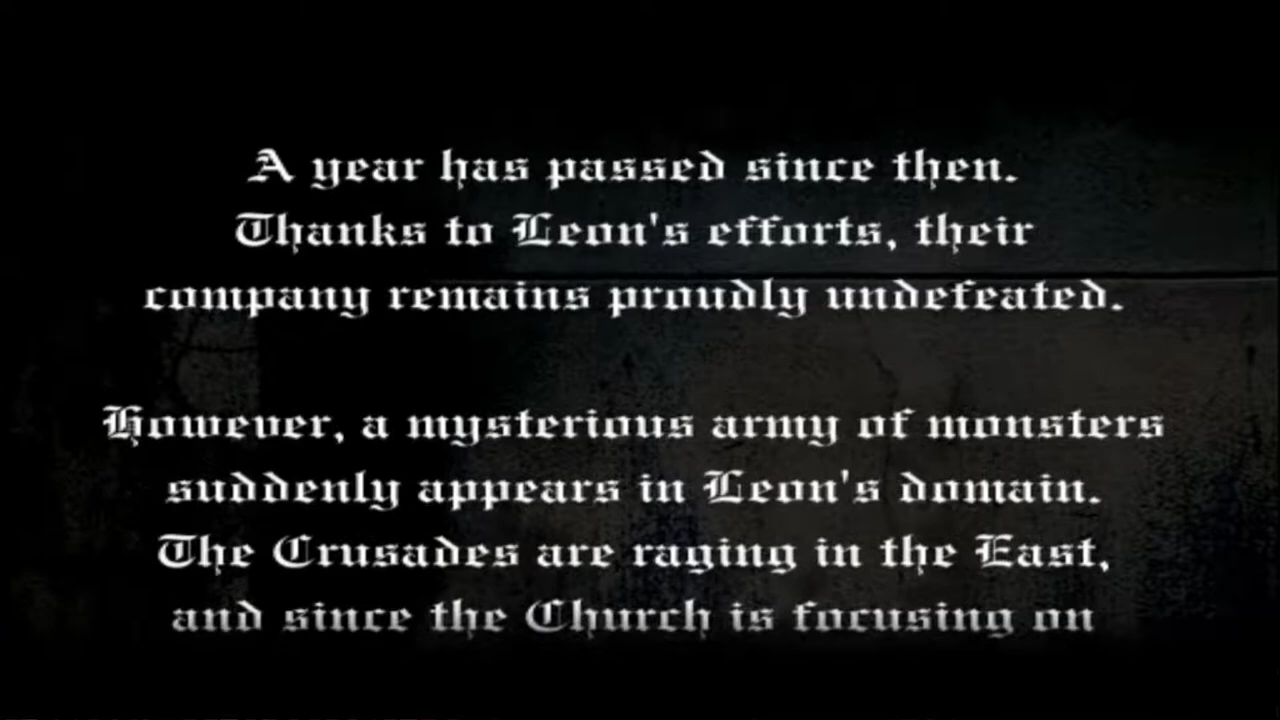 A year has passed since then.
Thanks to Leon's efforts, their
company remains proudly undefeated.
However, a mysterious army of monsters
suddenly appears in Leon's domain.
The Crusades are raging in the East,
and since the Church is focusing on